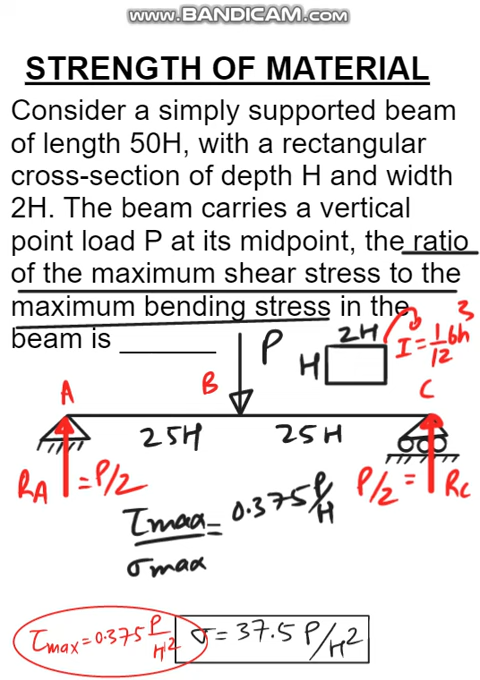 www.BANDICAM.com
STRENGTH OF MATERIAL
Consider a simply supported beam
of length 50H, with a rectangular
cross-section of depth H and width
2H. The beam carries a vertical
point load P at its midpoint, the ratio
of the maximum shear stress to the
maximum bending stress in the
beam is ________
P
2H
H
I = 1/12 bh³
A
B
C
25H
25H
RA = P/2
P/2 = RC
τmax/σmax = 0.375 P/H
τmax = 0.375 P/H²
σ = 37.5 P/H²